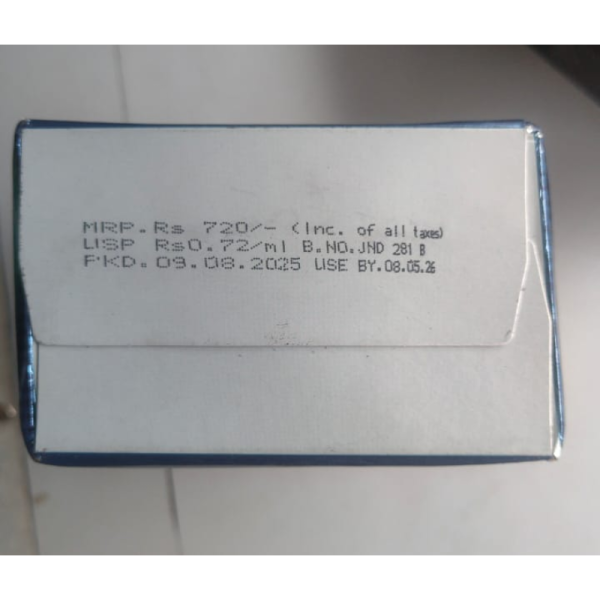 MRP.Rs 720/- (Inc. of all taxes)
USP Rs0.72/ml B.NO.JND 281 B
PKD.09.08.2025 USE BY.08.05.26